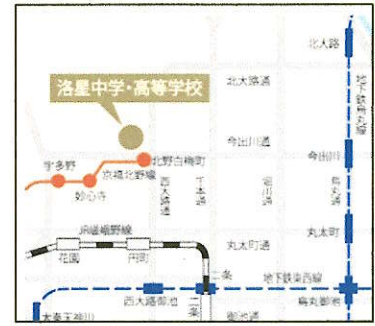 北大路
北大路通
地下鉄烏丸線
洛星中学・高等学校
今出川通
今出川
北野白梅町
宇多野
京福北野線
妙心寺
西大路通
千本通
堀川通
烏丸通
丸太町
JR嵯峨野線
丸太町通
花園
円町
二条
地下鉄東西線
西大路御池
二条
御池通
烏丸御池
太秦天神川